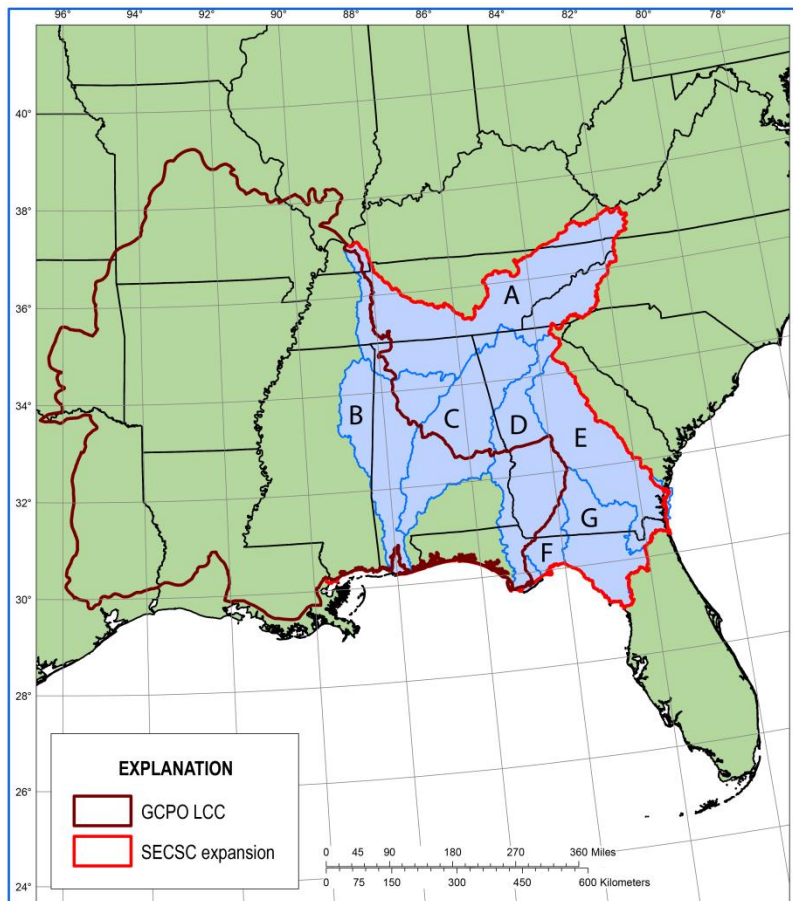 96° 94° 92° 90° 88° 86° 84° 82° 80° 78°
40°
38°
36°
34°
32°
30°
28°
26°
24°
A
B
C
D
E
G
F
EXPLANATION
GCPO LCC
SECSC expansion
0 45 90 180 270 360 Miles
0 75 150 300 450 600 Kilometers